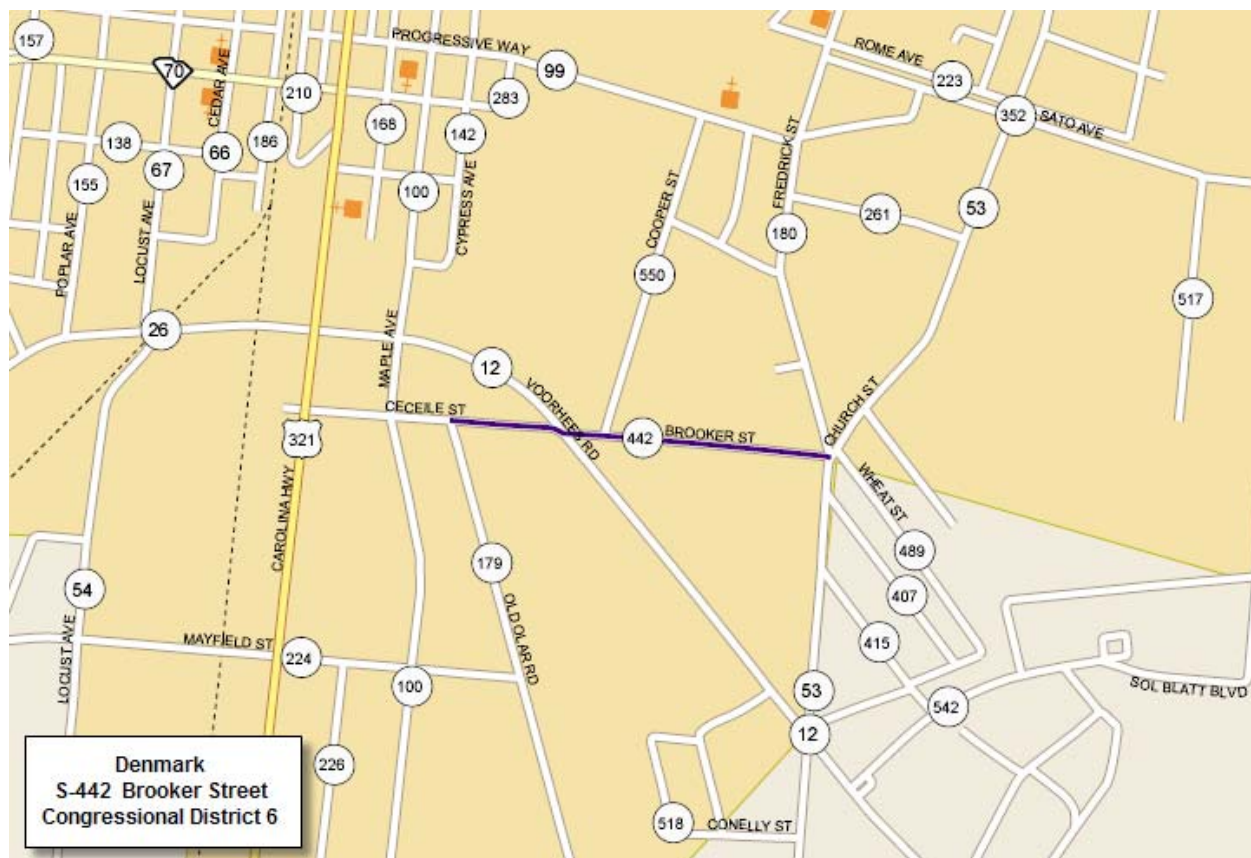 157
PROGRESSIVE WAY
99
ROME AVE
223
70
CEDAR AVE
210
283
352
SATO AVE
168
142
138
66
186
67
155
100
FREDRICK ST
COOPER ST
261
53
180
CYPRESS AVE
POPLAR AVE
LOCUST AVE
550
517
26
MAPLE AVE
12
VOORHEES RD
CECEILE ST
442
BROOKER ST
CHURCH ST
321
CAROLINA HWY
WHEAT ST
489
179
407
54
OLD OLAR RD
415
LOCUST AVE
MAYFIELD ST
224
100
53
SOL BLATT BLVD
542
12
226
518
CONELLY ST
Denmark
S-442 Brooker Street
Congressional District 6